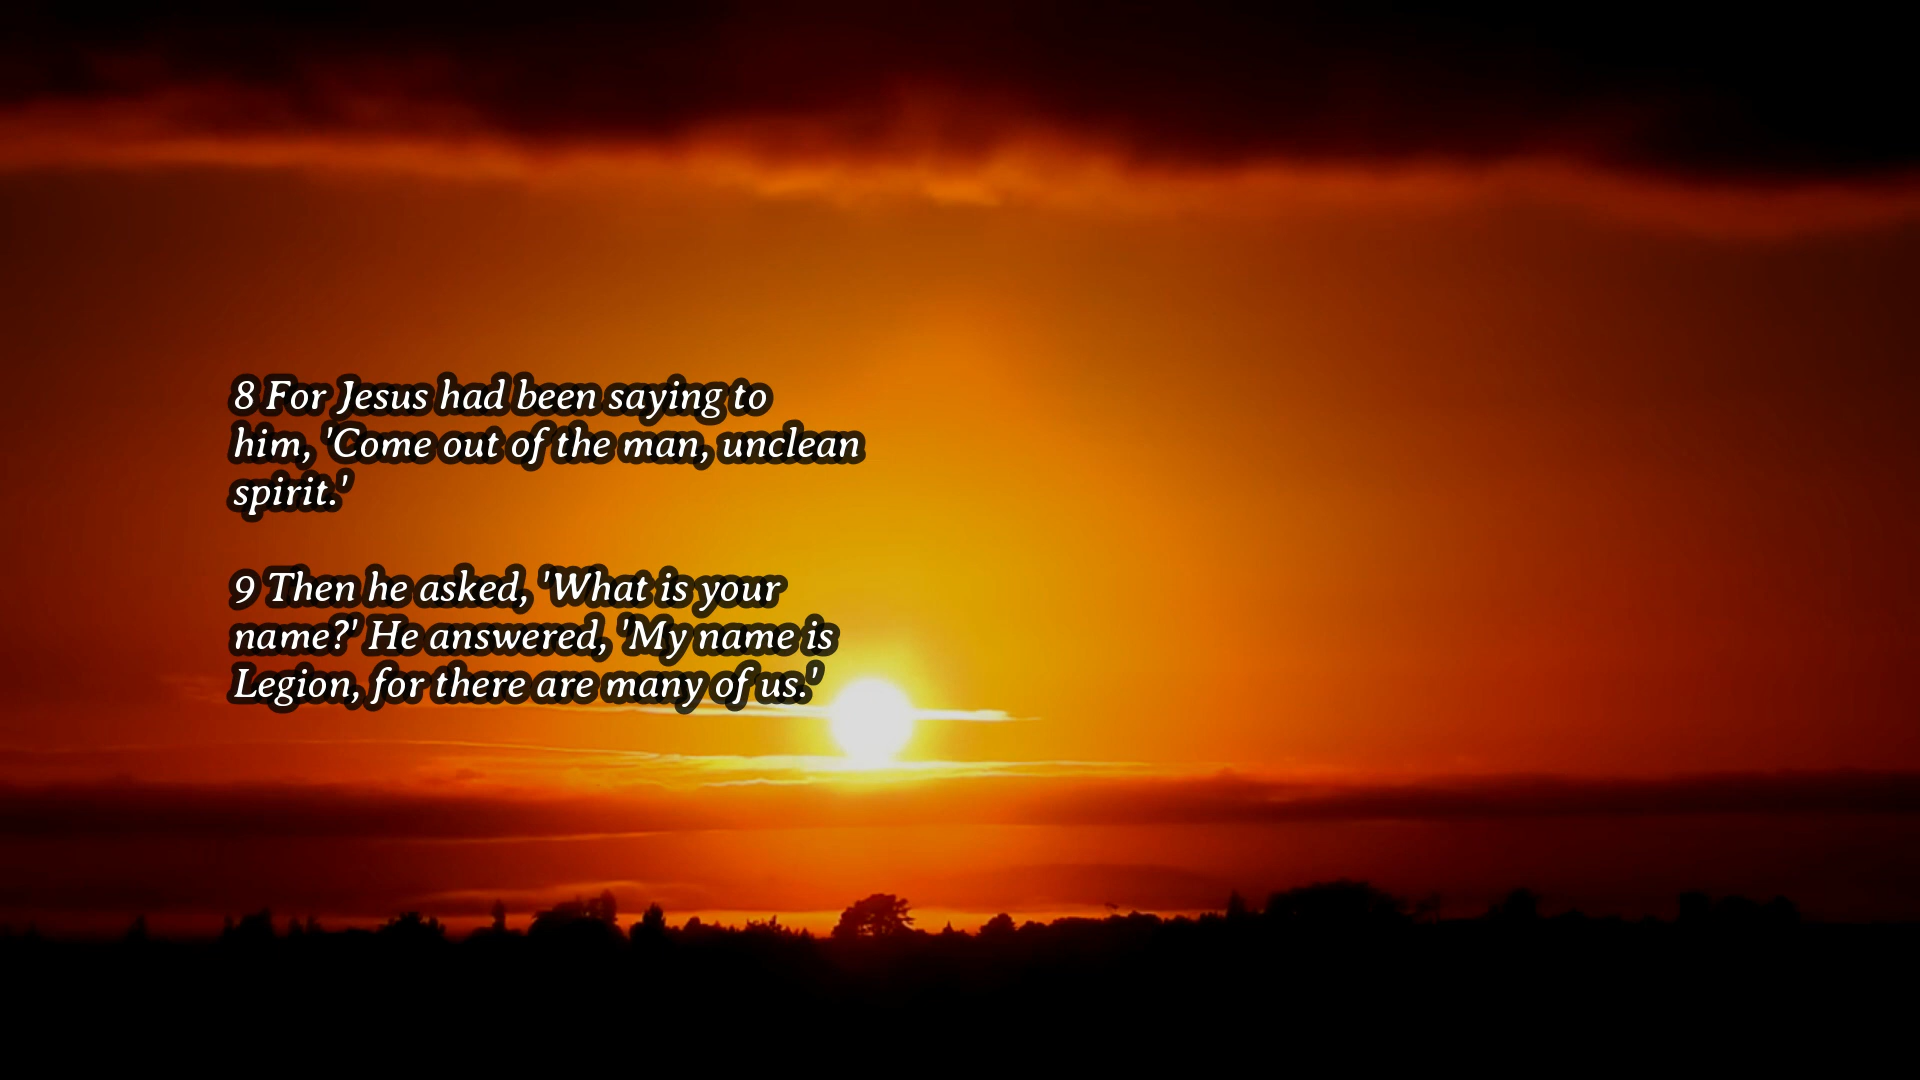 8 For Jesus had been saying to
him, 'Come out of the man, unclean
spirit.'
9 Then he asked, 'What is your
name?' He answered, 'My name is
Legion, for there are many of us.'